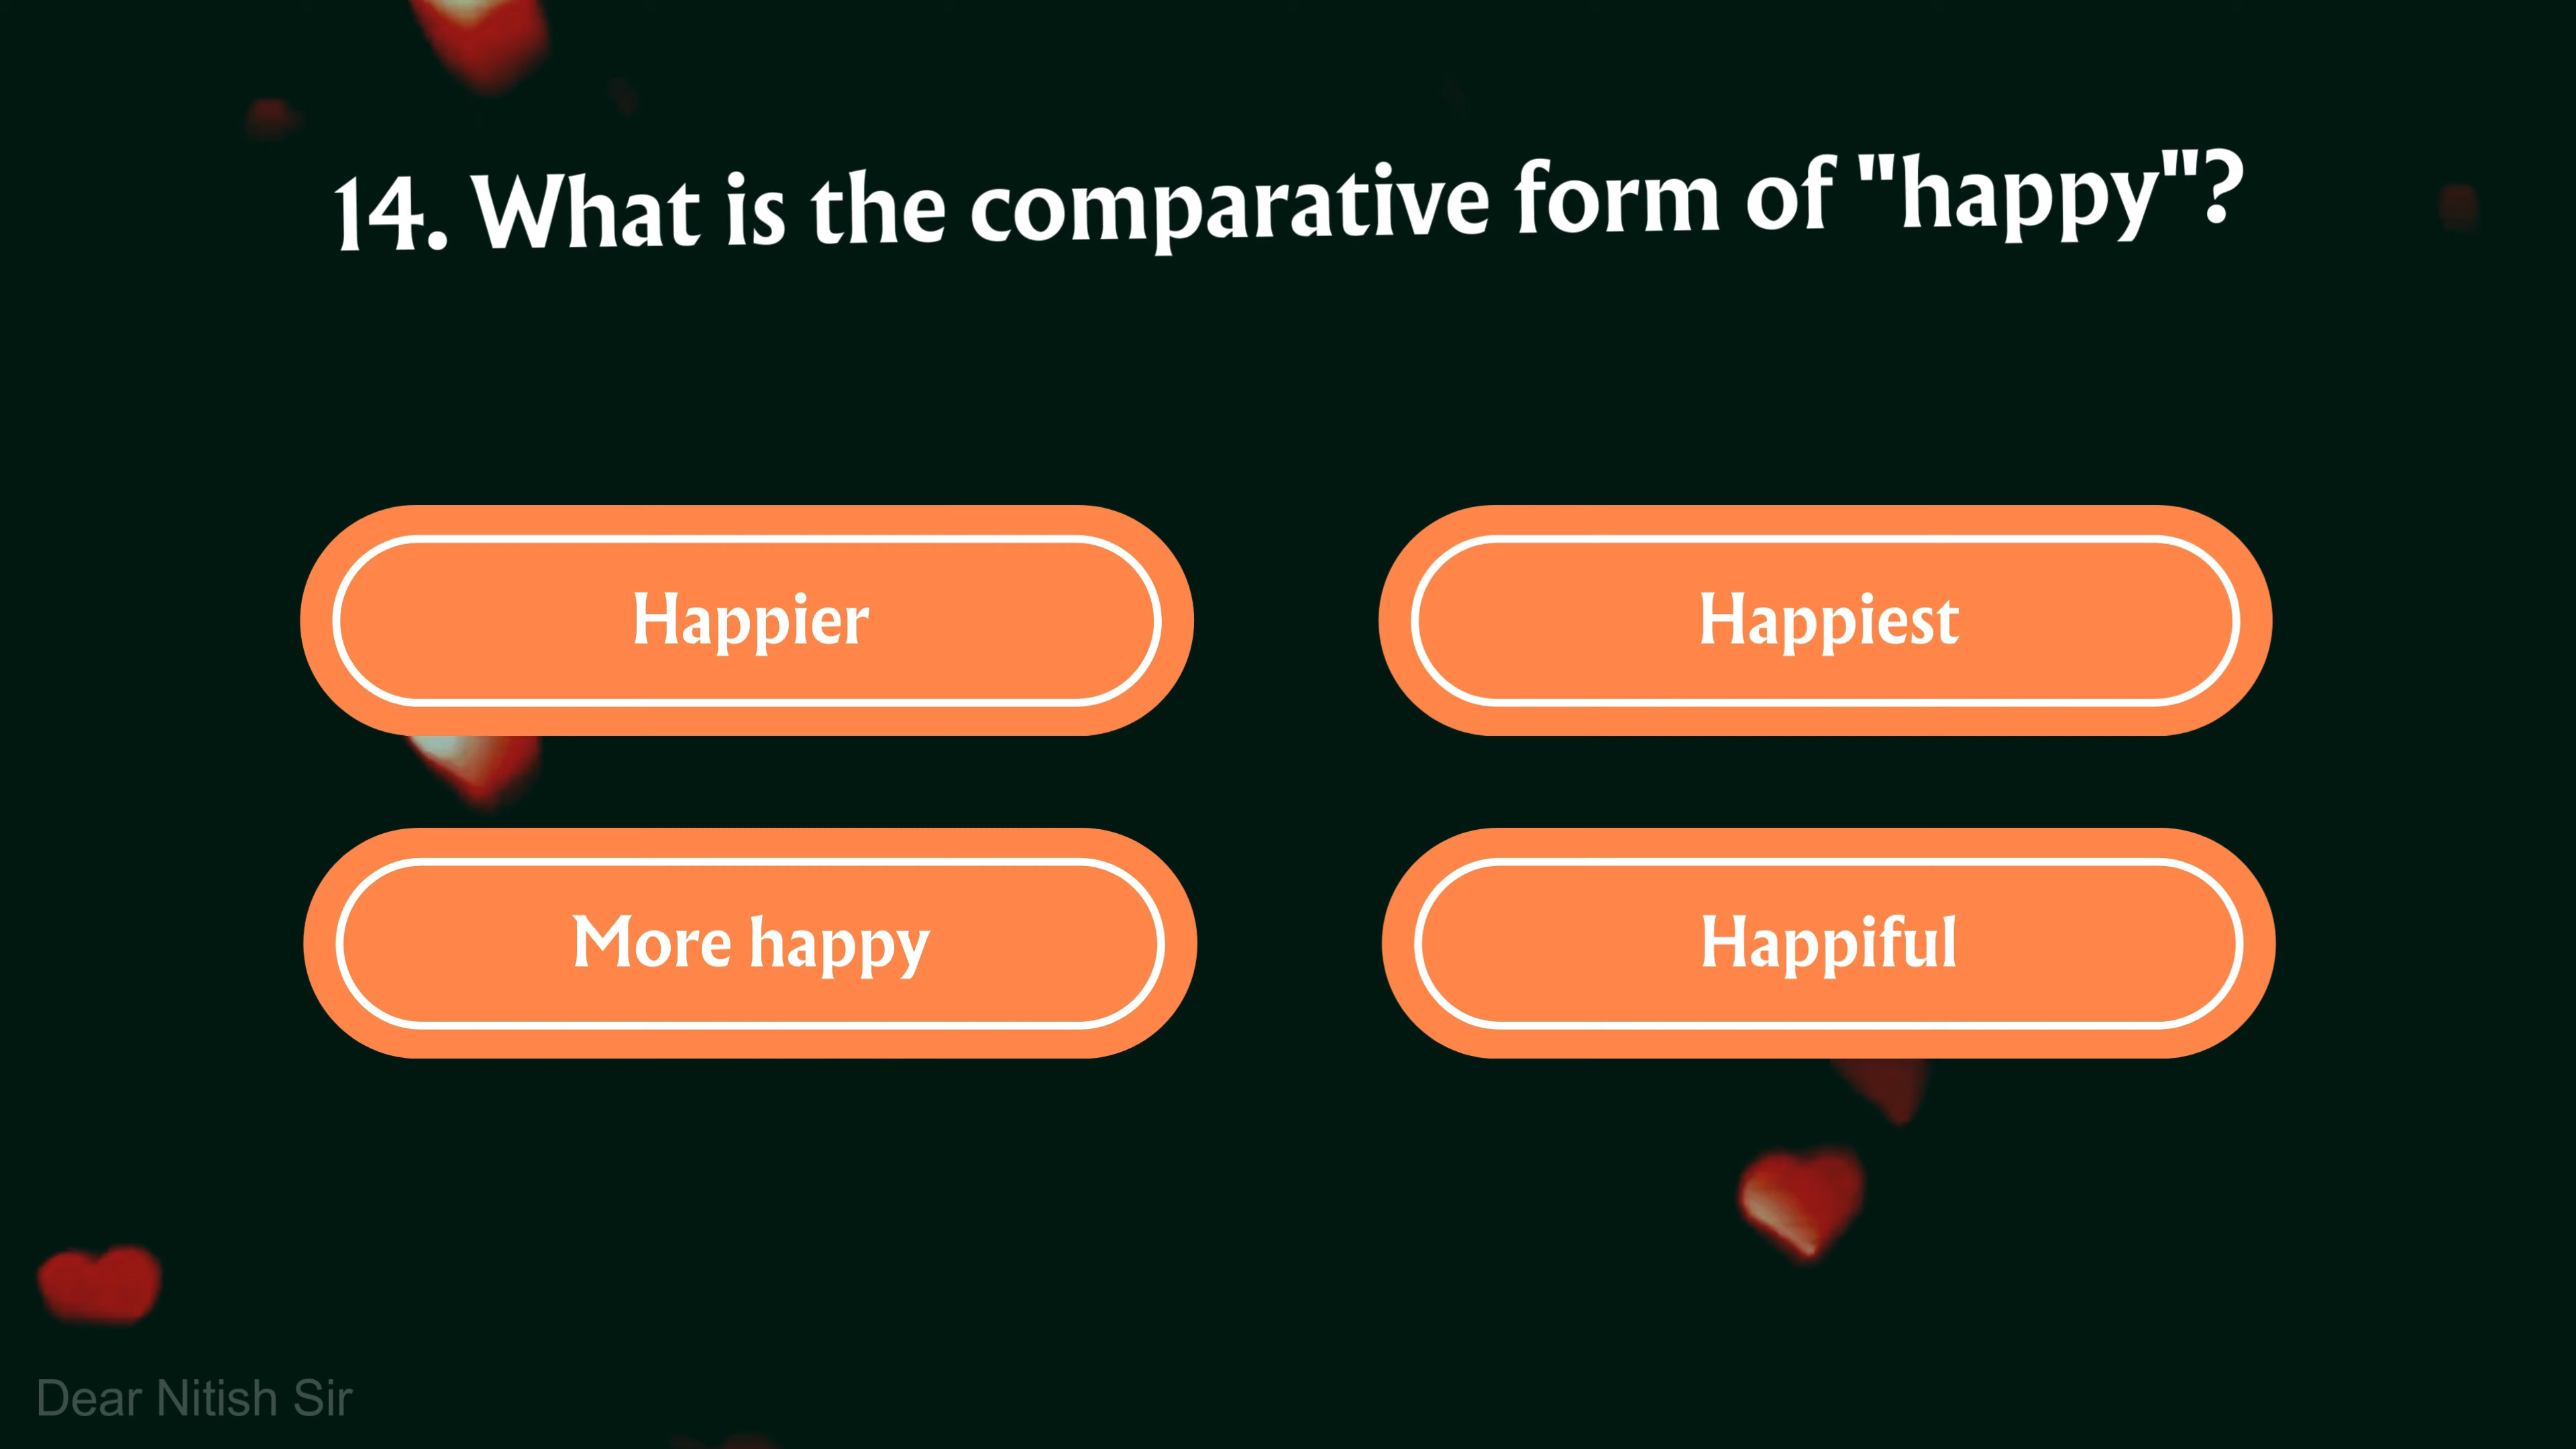 14. What is the comparative form of "happy"?
Happier
Happiest
More happy
Happiful
Dear Nitish Sir